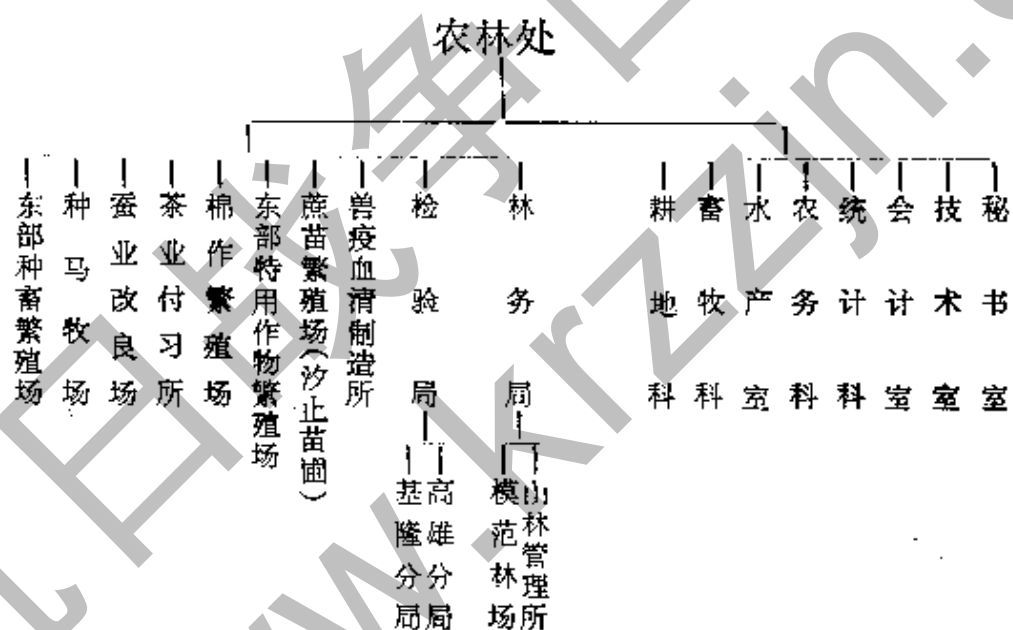 农林处
秘书室
技术室
会计室
统计科
农务科
水产室
畜牧科
耕地科
林务局
山林管理所
模范林场
检验局
高雄分局
基隆分局
兽疫血清制造所
蔗苗繁殖场(汐止苗圃)
东部特用作物繁殖场
棉作繁殖场
茶业付习所
蚕业改良场
种马牧场
东部种畜繁殖场